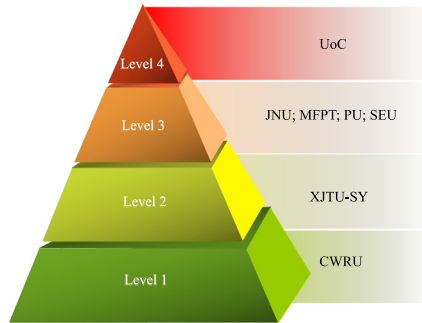 Level 4
UoC
Level 3
JNU; MFPT; PU; SEU
Level 2
XJTU-SY
Level 1
CWRU